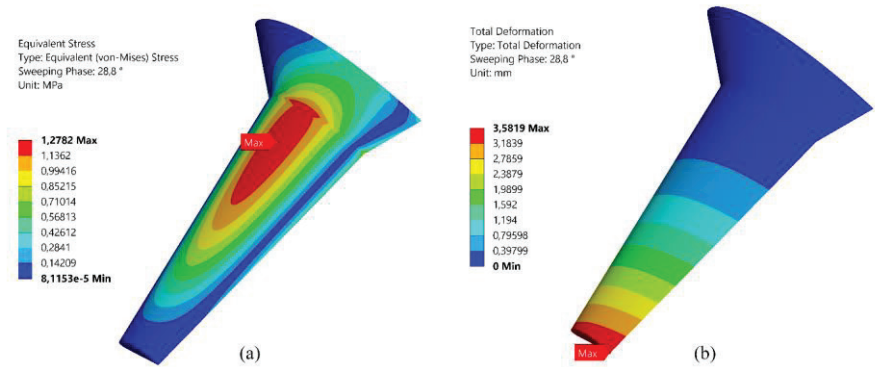 Equivalent Stress
Type: Equivalent (von-Mises) Stress
Sweeping Phase: 28,8 °
Unit: MPa
1,2782 Max
1,1362
0,99416
0,85215
0,71014
0,56813
0,42612
0,2841
0,14209
8,1153e-5 Min
Max
(a)
Total Deformation
Type: Total Deformation
Sweeping Phase: 28,8 °
Unit: mm
3,5819 Max
3,1839
2,7859
2,3879
1,9899
1,592
1,194
0,79598
0,39799
0 Min
Max
(b)